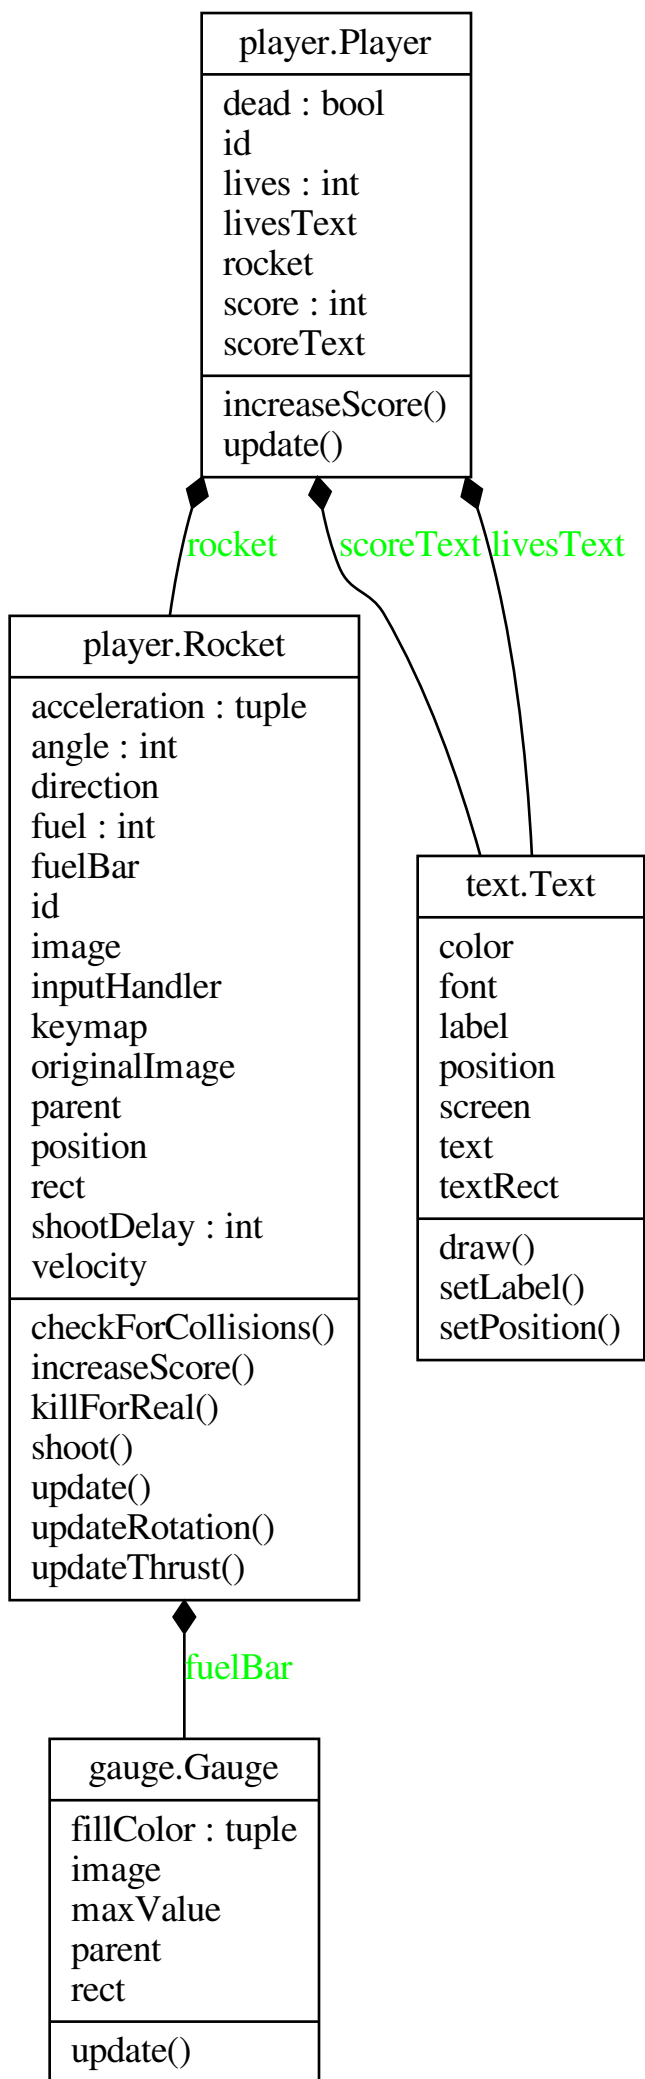 player.Player
dead : bool
id
lives : int
livesText
rocket
score : int
scoreText
increaseScore()
update()
rocket
scoreText
livesText
player.Rocket
acceleration : tuple
angle : int
direction
fuel : int
fuelBar
id
image
inputHandler
keymap
originalImage
parent
position
rect
shootDelay : int
velocity
checkForCollisions()
increaseScore()
killForReal()
shoot()
update()
updateRotation()
updateThrust()
text.Text
color
font
label
position
screen
text
textRect
draw()
setLabel()
setPosition()
fuelBar
gauge.Gauge
fillColor : tuple
image
maxValue
parent
rect
update()